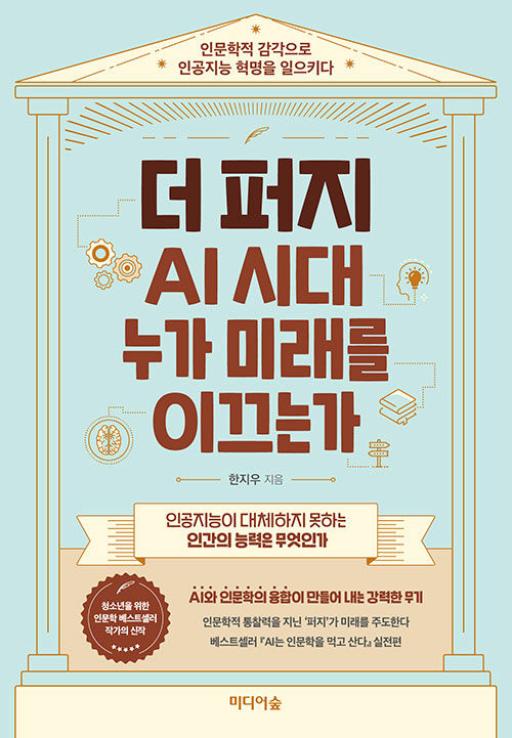 인문학적 감각으로
인공지능 혁명을 일으키다
더 퍼지
AI 시대
누가 미래를
이끄는가
한지우 지음
인공지능이 대체하지 못하는
인간의 능력은 무엇인가
청소년을 위한
인문학 베스트셀러
작가의 신작
AI와 인문학의 융합이 만들어 내는 강력한 무기
인문학적 통찰력을 지닌 ‘퍼지’가 미래를 주도한다
베스트셀러 『AI는 인문학을 먹고 산다』 실전편
미디어숲